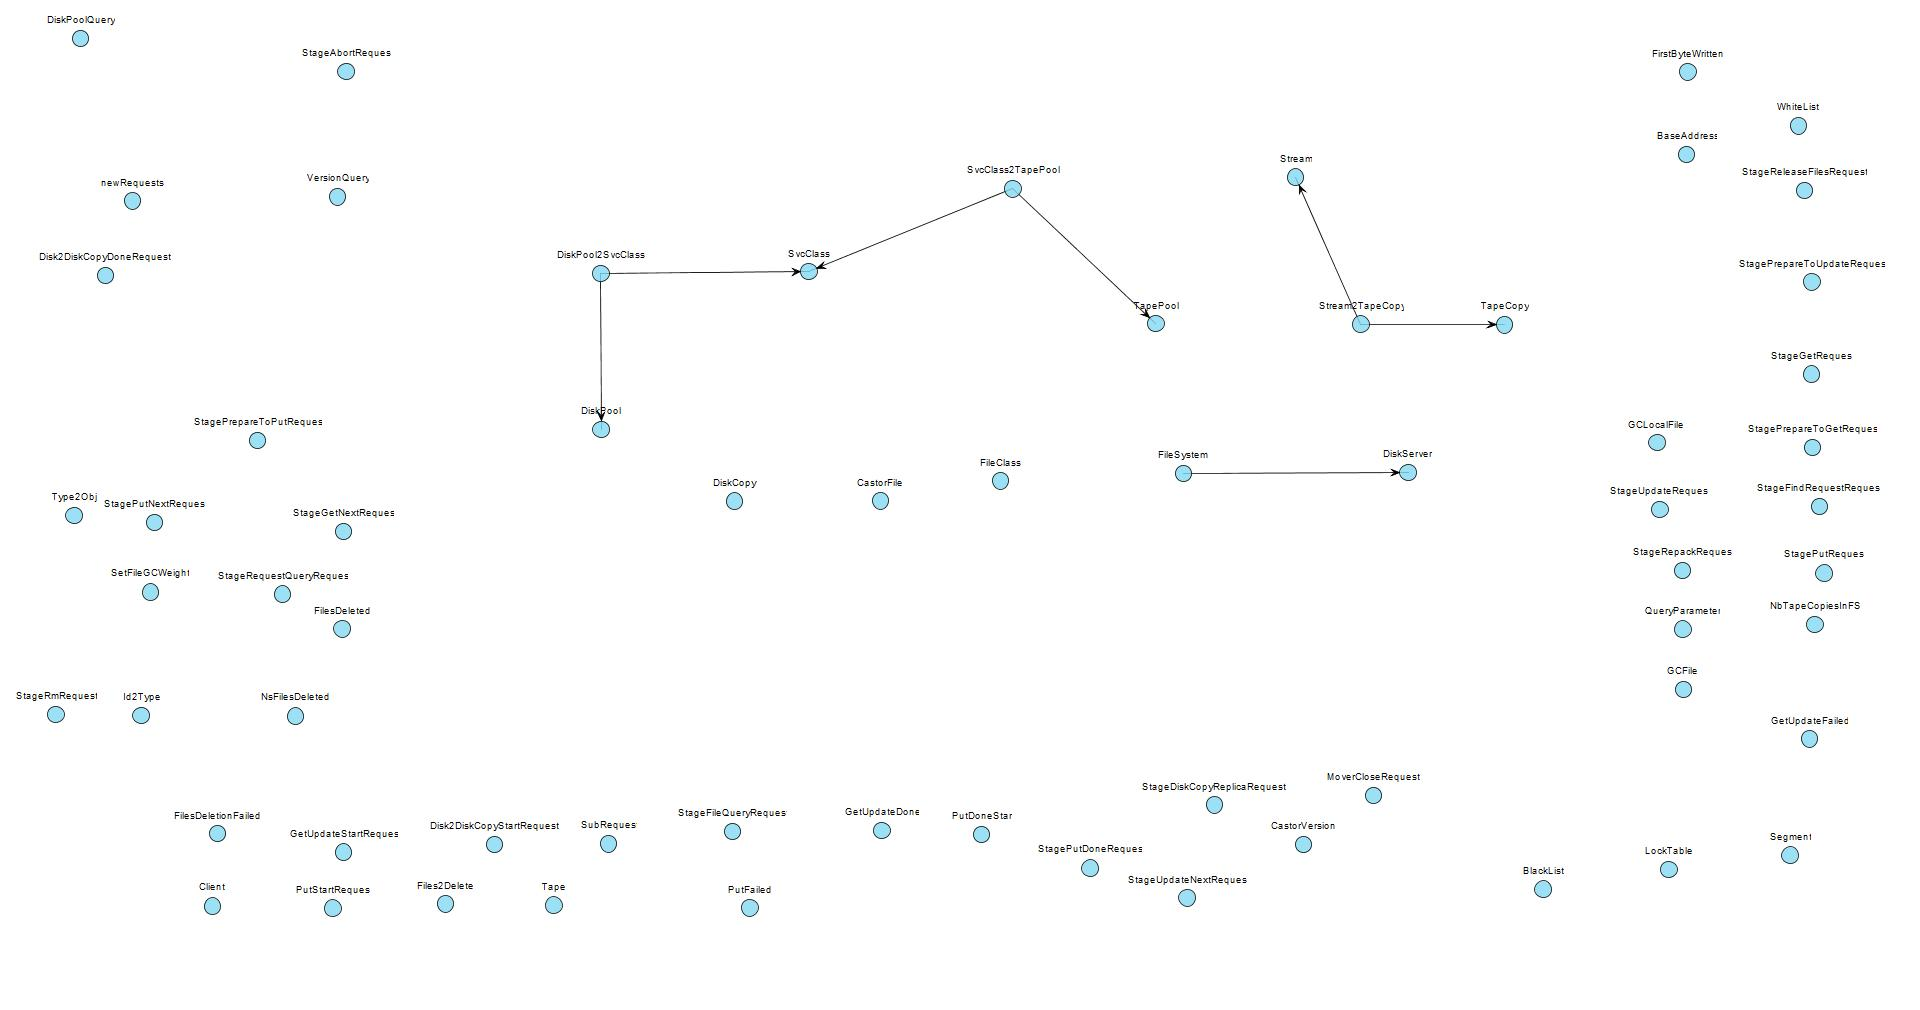 DiskPoolQuery
StageAbortReques
FirstByteWritten
WhiteList
BaseAddress
SvcClass2TapePool
Stream
StageReleaseFilesRequest
newRequests
VersionQuery
Disk2DiskCopyDoneRequest
DiskPool2SvcClass
SvcClass
StagePrepareToUpdateReques
TapePool
Stream2TapeCopy
TapeCopy
StageGetReques
DiskPool
StagePrepareToPutReques
GCLocalFile
StagePrepareToGetReques
FileClass
FileSystem
DiskServer
DiskCopy
CastorFile
StageUpdateReques
StageFindRequestReques
Type2Obj
StagePutNextReques
StageGetNextReques
StageRepackReques
StagePutReques
SetFileGCWeight
StageRequestQueryReques
FilesDeleted
QueryParameter
NbTapeCopiesInFS
GCFile
StageRmRequest
Id2Type
NsFilesDeleted
GetUpdateFailed
StageDiskCopyReplicaRequest
MoverCloseRequest
FilesDeletionFailed
GetUpdateStartReques
Disk2DiskCopyStartRequest
SubReques
StageFileQueryReques
GetUpdateDone
PutDoneStar
CastorVersion
Segment
StagePutDoneReques
LockTable
StageUpdateNextReques
BlackList
Client
PutStartReques
Files2Delete
Tape
PutFailed